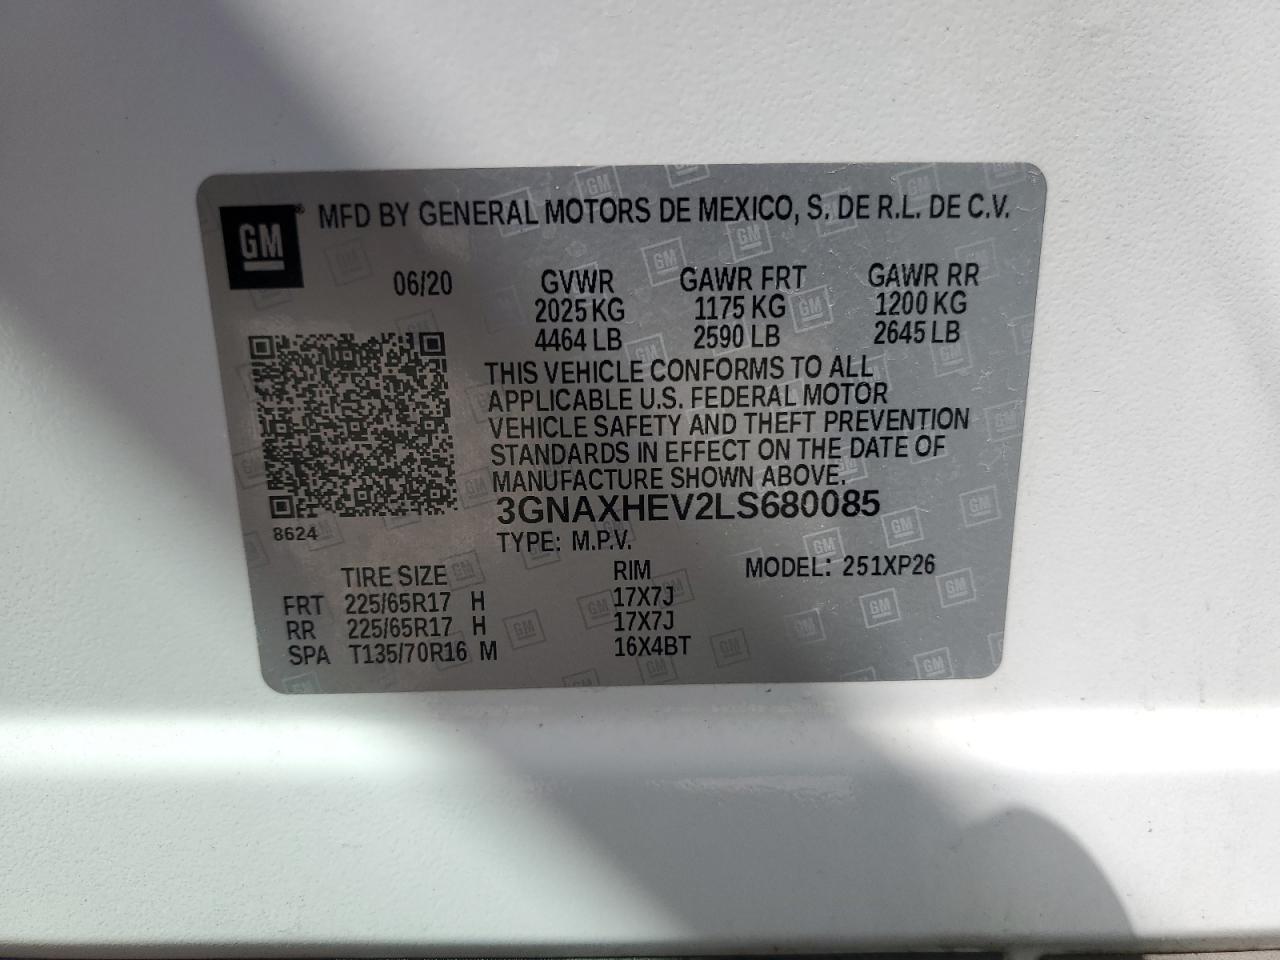 GM® MFD BY GENERAL MOTORS DE MEXICO, S. DE R.L. DE C.V.
06/20 GVWR GAWR FRT GAWR RR
2025 KG 1175 KG 1200 KG
4464 LB 2590 LB 2645 LB
THIS VEHICLE CONFORMS TO ALL
APPLICABLE U.S. FEDERAL MOTOR
VEHICLE SAFETY AND THEFT PREVENTION
STANDARDS IN EFFECT ON THE DATE OF
MANUFACTURE SHOWN ABOVE.
3GNAXHEV2LS680085
8624
TYPE: M.P.V.
TIRE SIZE RIM MODEL: 251XP26
FRT 225/65R17 H 17X7J
RR 225/65R17 H 17X7J
SPA T135/70R16 M 16X4BT